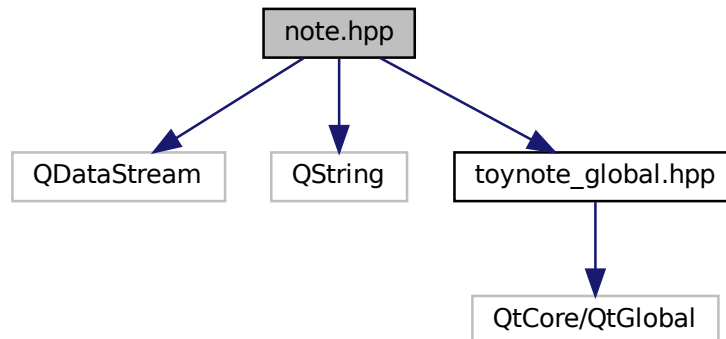 note.hpp
QDataStream
QString
toynote_global.hpp
QtCore/QtGlobal